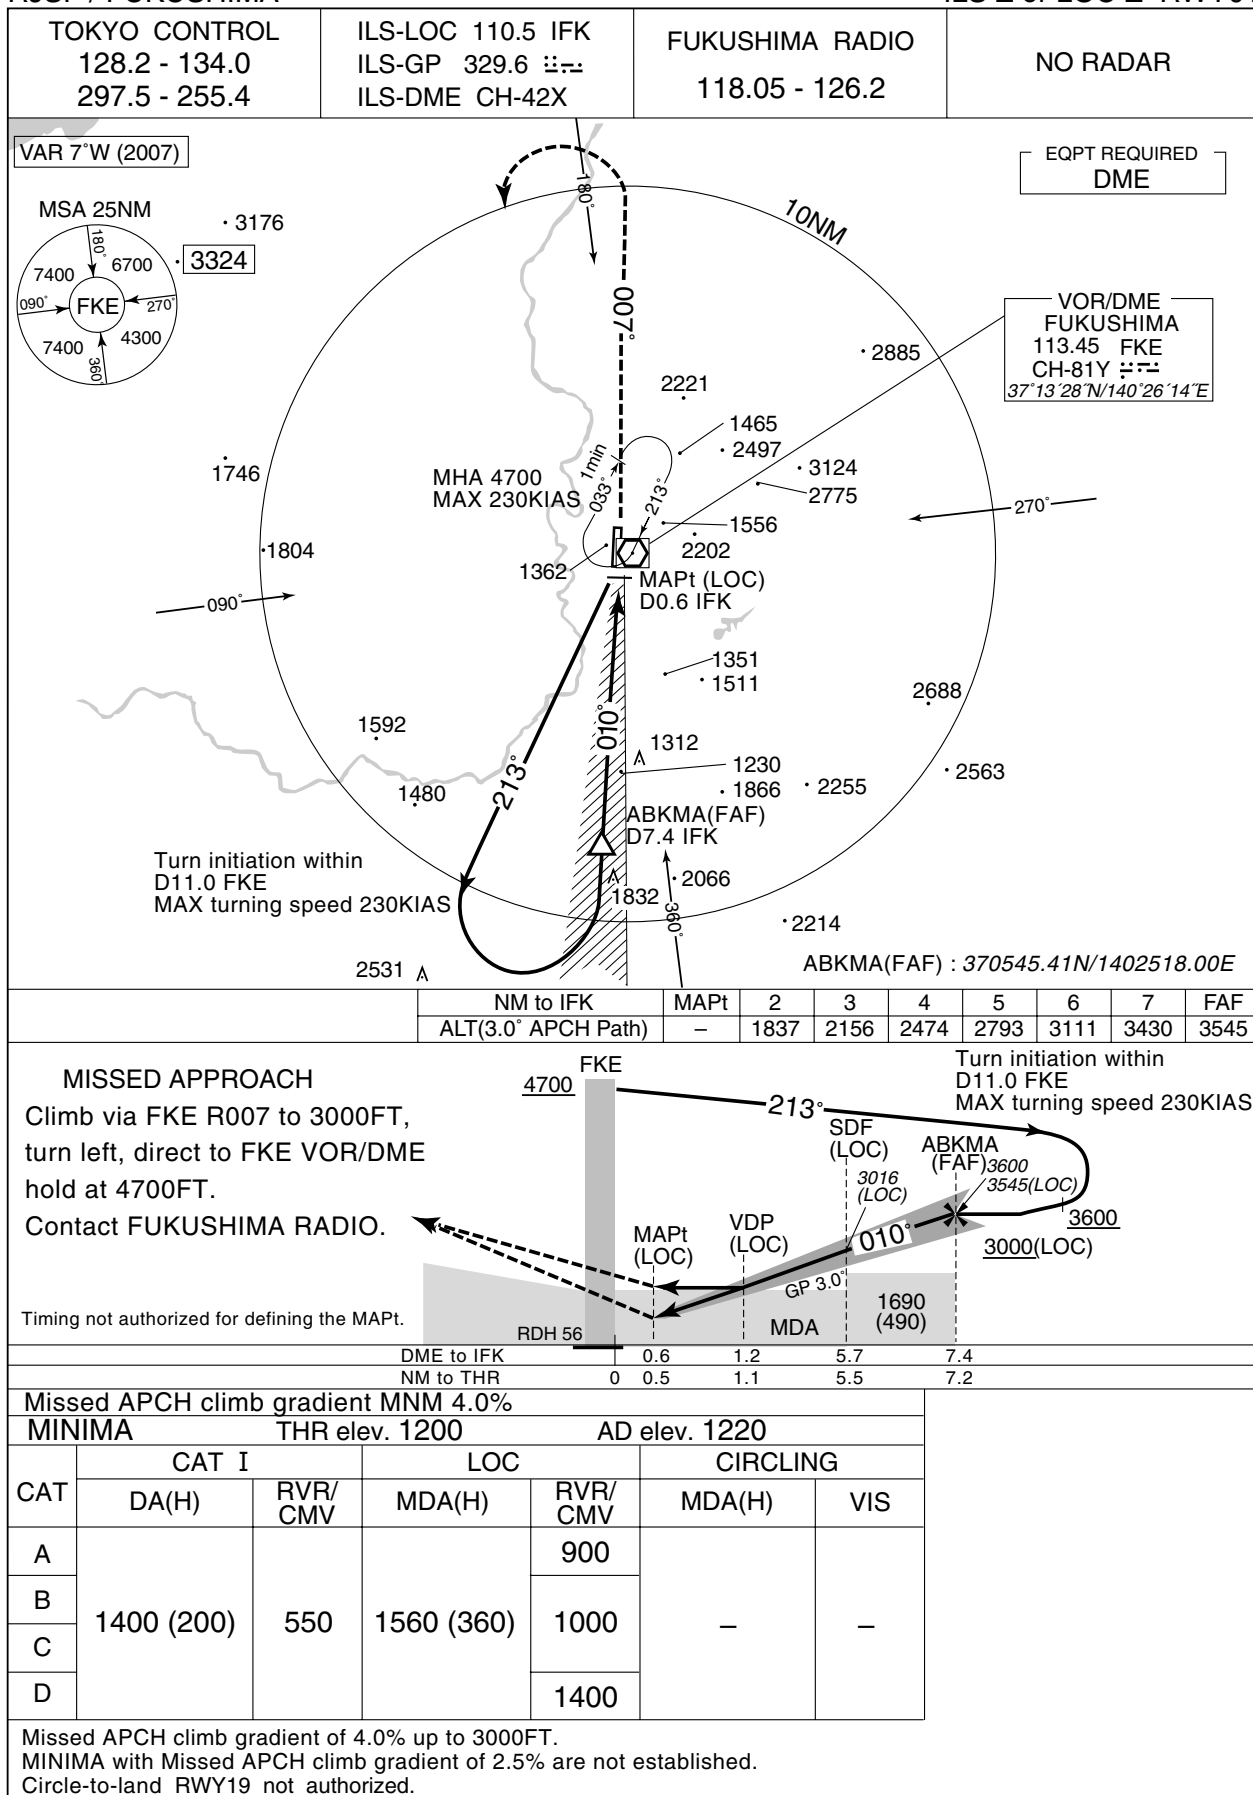 TOKYO CONTROL
128.2 - 134.0
297.5 - 255.4
ILS-LOC 110.5 IFK
ILS-GP 329.6
ILS-DME CH-42X
FUKUSHIMA RADIO
118.05 - 126.2
NO RADAR
VAR 7°W (2007)
EQPT REQUIRED
DME
MSA 25NM
180°
7400
6700
090°
FKE
270°
7400
4300
360°
3176
3324
180°
10NM
007°
VOR/DME
FUKUSHIMA
113.45 FKE
CH-81Y
37°13´28˝N/140°26´14˝E
2885
2221
1465
2497
3124
2775
1746
MHA 4700
MAX 230KIAS
1min
033°
213°
270°
1556
2202
1804
1362
MAPt (LOC)
D0.6 IFK
090°
1351
1511
2688
1592
010°
1312
213°
1230
2563
1866
2255
1480
ABKMA(FAF)
D7.4 IFK
Turn initiation within
D11.0 FKE
MAX turning speed 230KIAS
2066
1832
360°
2214
2531
ABKMA(FAF) : 370545.41N/1402518.00E
NM to IFK MAPt 2 3 4 5 6 7 FAF
ALT(3.0° APCH Path) – 1837 2156 2474 2793 3111 3430 3545
MISSED APPROACH
Climb via FKE R007 to 3000FT,
turn left, direct to FKE VOR/DME
hold at 4700FT.
Contact FUKUSHIMA RADIO.
Timing not authorized for defining the MAPt.
FKE
4700
213°
Turn initiation within
D11.0 FKE
MAX turning speed 230KIAS
SDF
(LOC)
ABKMA
(FAF)
3600
3545(LOC)
3016
(LOC)
3600
3000(LOC)
MAPt
(LOC)
VDP
(LOC)
010°
GP 3.0°
1690
(490)
MDA
RDH 56
DME to IFK 0.6 1.2 5.7 7.4
NM to THR 0 0.5 1.1 5.5 7.2
Missed APCH climb gradient MNM 4.0%
MINIMA THR elev. 1200 AD elev. 1220
CAT CAT I LOC CIRCLING
DA(H) RVR/CMV MDA(H) RVR/CMV MDA(H) VIS
A 900
B
1400 (200) 550 1560 (360) 1000 – –
C
D 1400
Missed APCH climb gradient of 4.0% up to 3000FT.
MINIMA with Missed APCH climb gradient of 2.5% are not established.
Circle-to-land RWY19 not authorized.